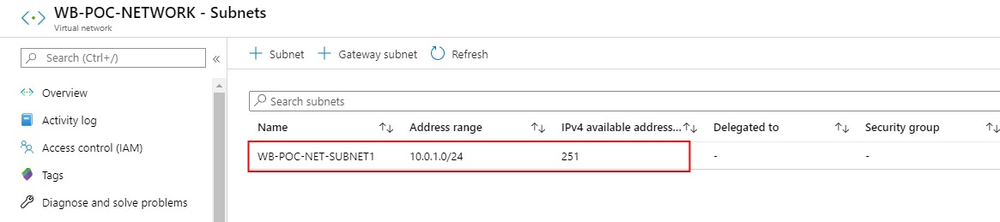 WB-POC-NETWORK - Subnets
Virtual network
Search (Ctrl+/)
«
Overview
Activity log
Access control (IAM)
Tags
Diagnose and solve problems
+ Subnet + Gateway subnet Refresh
Search subnets
Name Address range IPv4 available address... Delegated to Security group
WB-POC-NET-SUBNET1 10.0.1.0/24 251 - -